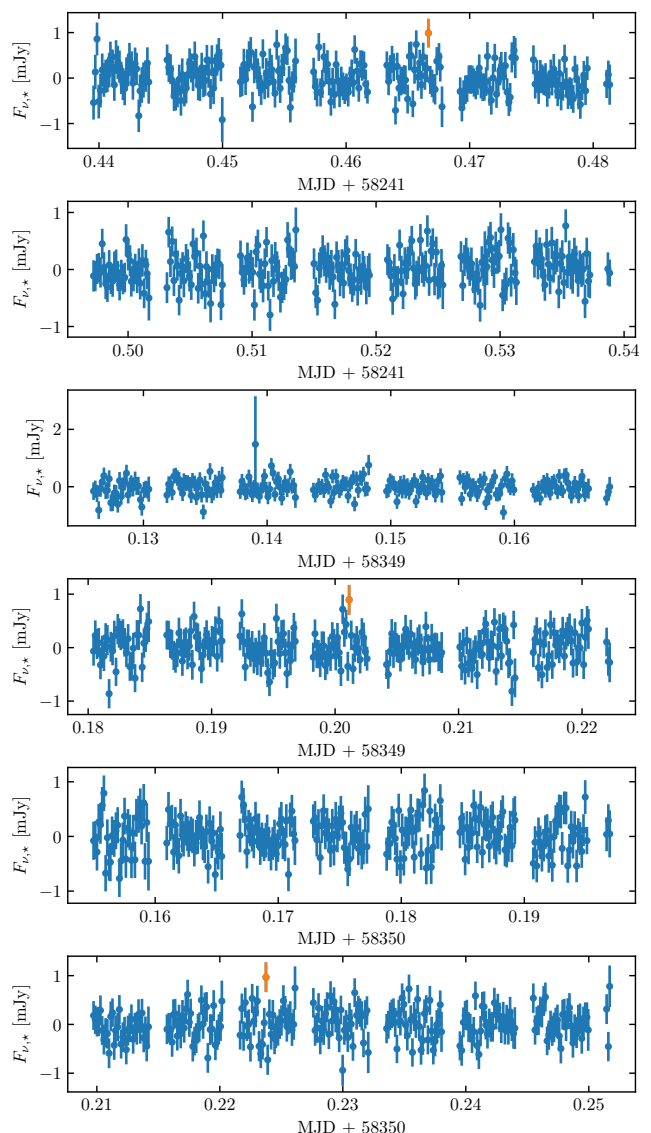 1
0
−1
F_{ν,⋆} [mJy]
0.44 0.45 0.46 0.47 0.48
MJD + 58241
1
0
−1
F_{ν,⋆} [mJy]
0.50 0.51 0.52 0.53 0.54
MJD + 58241
2
0
F_{ν,⋆} [mJy]
0.13 0.14 0.15 0.16
MJD + 58349
1
0
−1
F_{ν,⋆} [mJy]
0.18 0.19 0.20 0.21 0.22
MJD + 58349
1
0
−1
F_{ν,⋆} [mJy]
0.16 0.17 0.18 0.19
MJD + 58350
1
0
−1
F_{ν,⋆} [mJy]
0.21 0.22 0.23 0.24 0.25
MJD + 58350